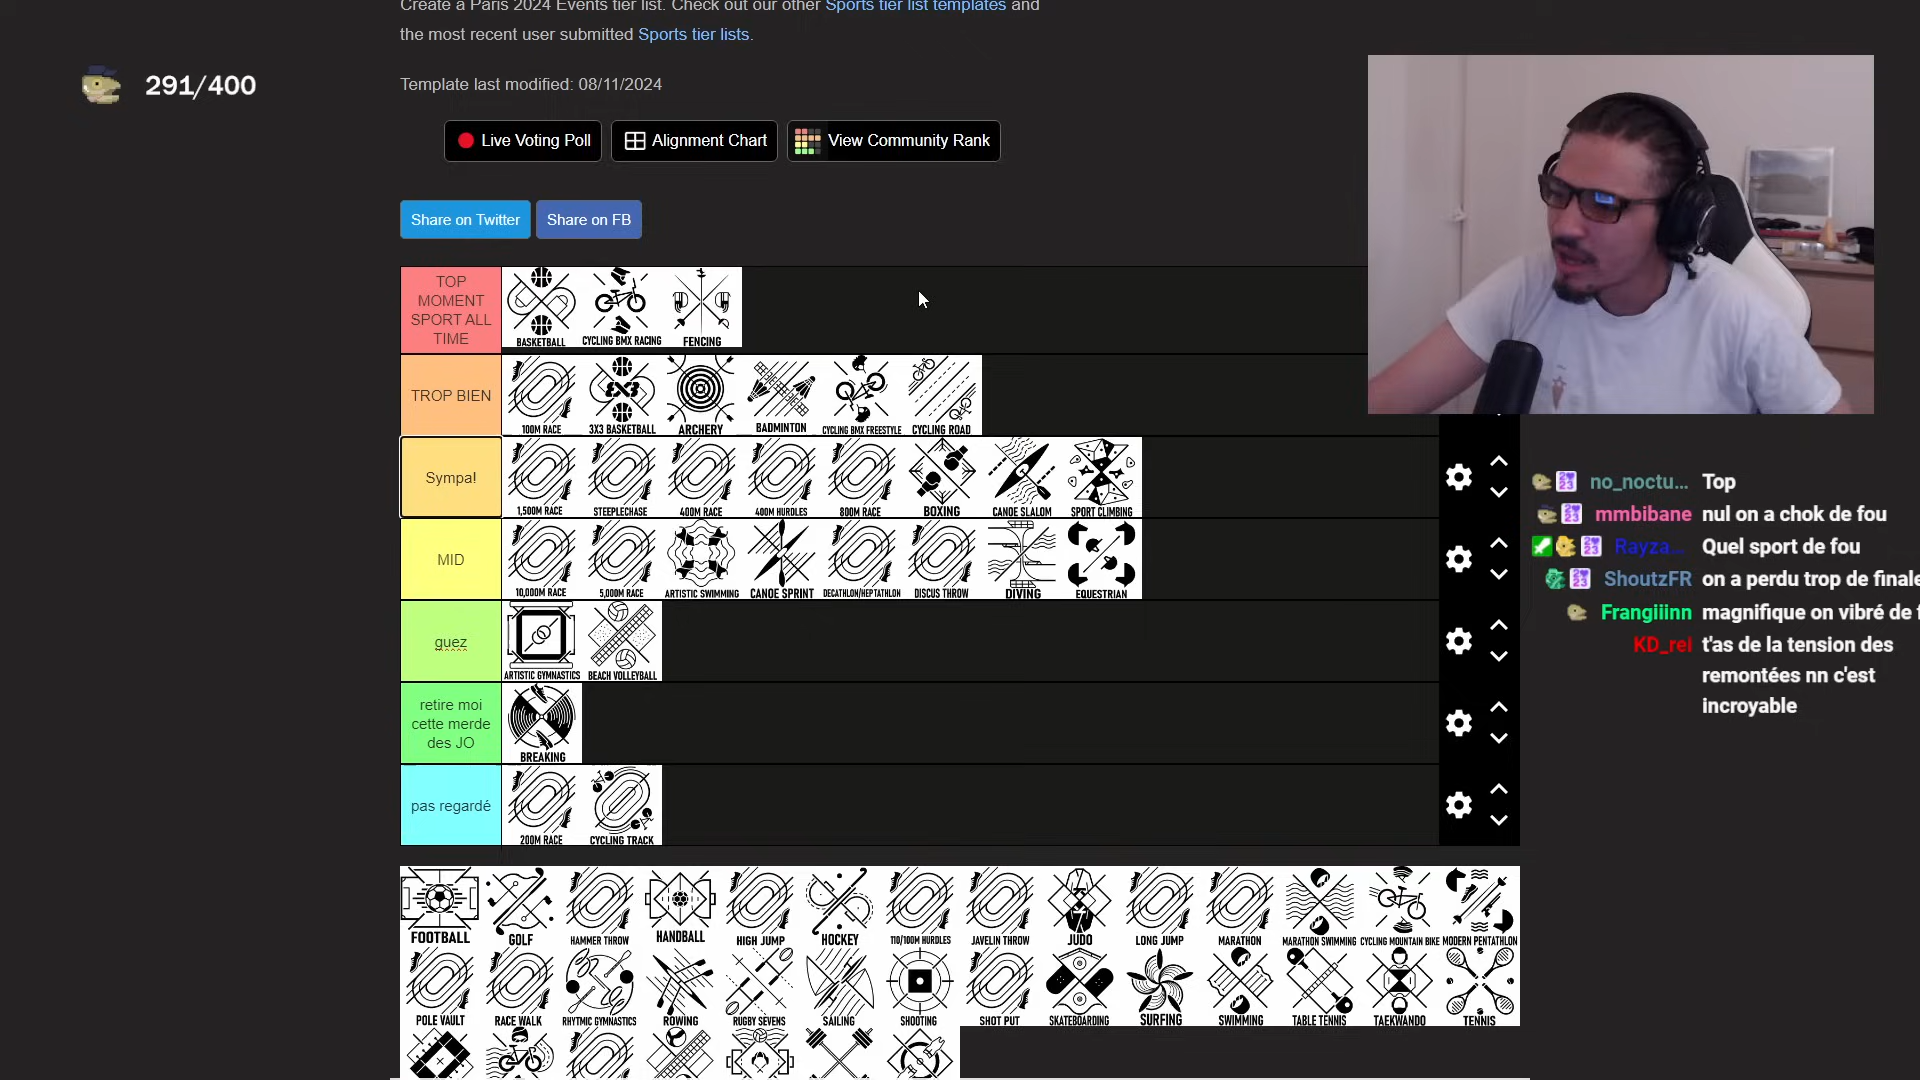 Create a Paris 2024 Events tier list. Check out our other Sports tier list templates and
the most recent user submitted Sports tier lists.
291/400
Template last modified: 08/11/2024
Live Voting Poll
Alignment Chart
View Community Rank
Share on Twitter
Share on FB
TOP
MOMENT
SPORT ALL
TIME
BASKETBALL
CYCLING BMX RACING
FENCING
TROP BIEN
100M RACE
3X3
3X3 BASKETBALL
ARCHERY
BADMINTON
CYCLING BMX FREESTYLE
CYCLING ROAD
Sympa!
1,500M RACE
STEEPLECHASE
400M RACE
400M HURDLES
800M RACE
BOXING
CANOE SLALOM
SPORT CLIMBING
MID
10,000M RACE
5,000M RACE
ARTISTIC SWIMMING
CANOE SPRINT
DECATHLON/HEPTATHLON
DISCUS THROW
DIVING
EQUESTRIAN
guez
ARTISTIC GYMNASTICS
BEACH VOLLEYBALL
retire moi
cette merde
des JO
BREAKING
pas regardé
200M RACE
CYCLING TRACK
FOOTBALL
GOLF
HAMMER THROW
HANDBALL
HIGH JUMP
HOCKEY
110/100M HURDLES
JAVELIN THROW
JUDO
LONG JUMP
MARATHON
MARATHON SWIMMING
CYCLING MOUNTAIN BIKE
MODERN PENTATHLON
POLE VAULT
RACE WALK
RHYTMIC GYMNASTICS
ROWING
RUGBY SEVENS
SAILING
SHOOTING
SHOT PUT
SKATEBOARDING
SURFING
SWIMMING
TABLE TENNIS
TAEKWANDO
TENNIS
no_noctu... Top
mmbibane nul on a chok de fou
Rayza... Quel sport de fou
ShoutzFR on a perdu trop de finale
Frangiiinn magnifique on vibré de f
KD_rel t'as de la tension des
remontées nn c'est
incroyable